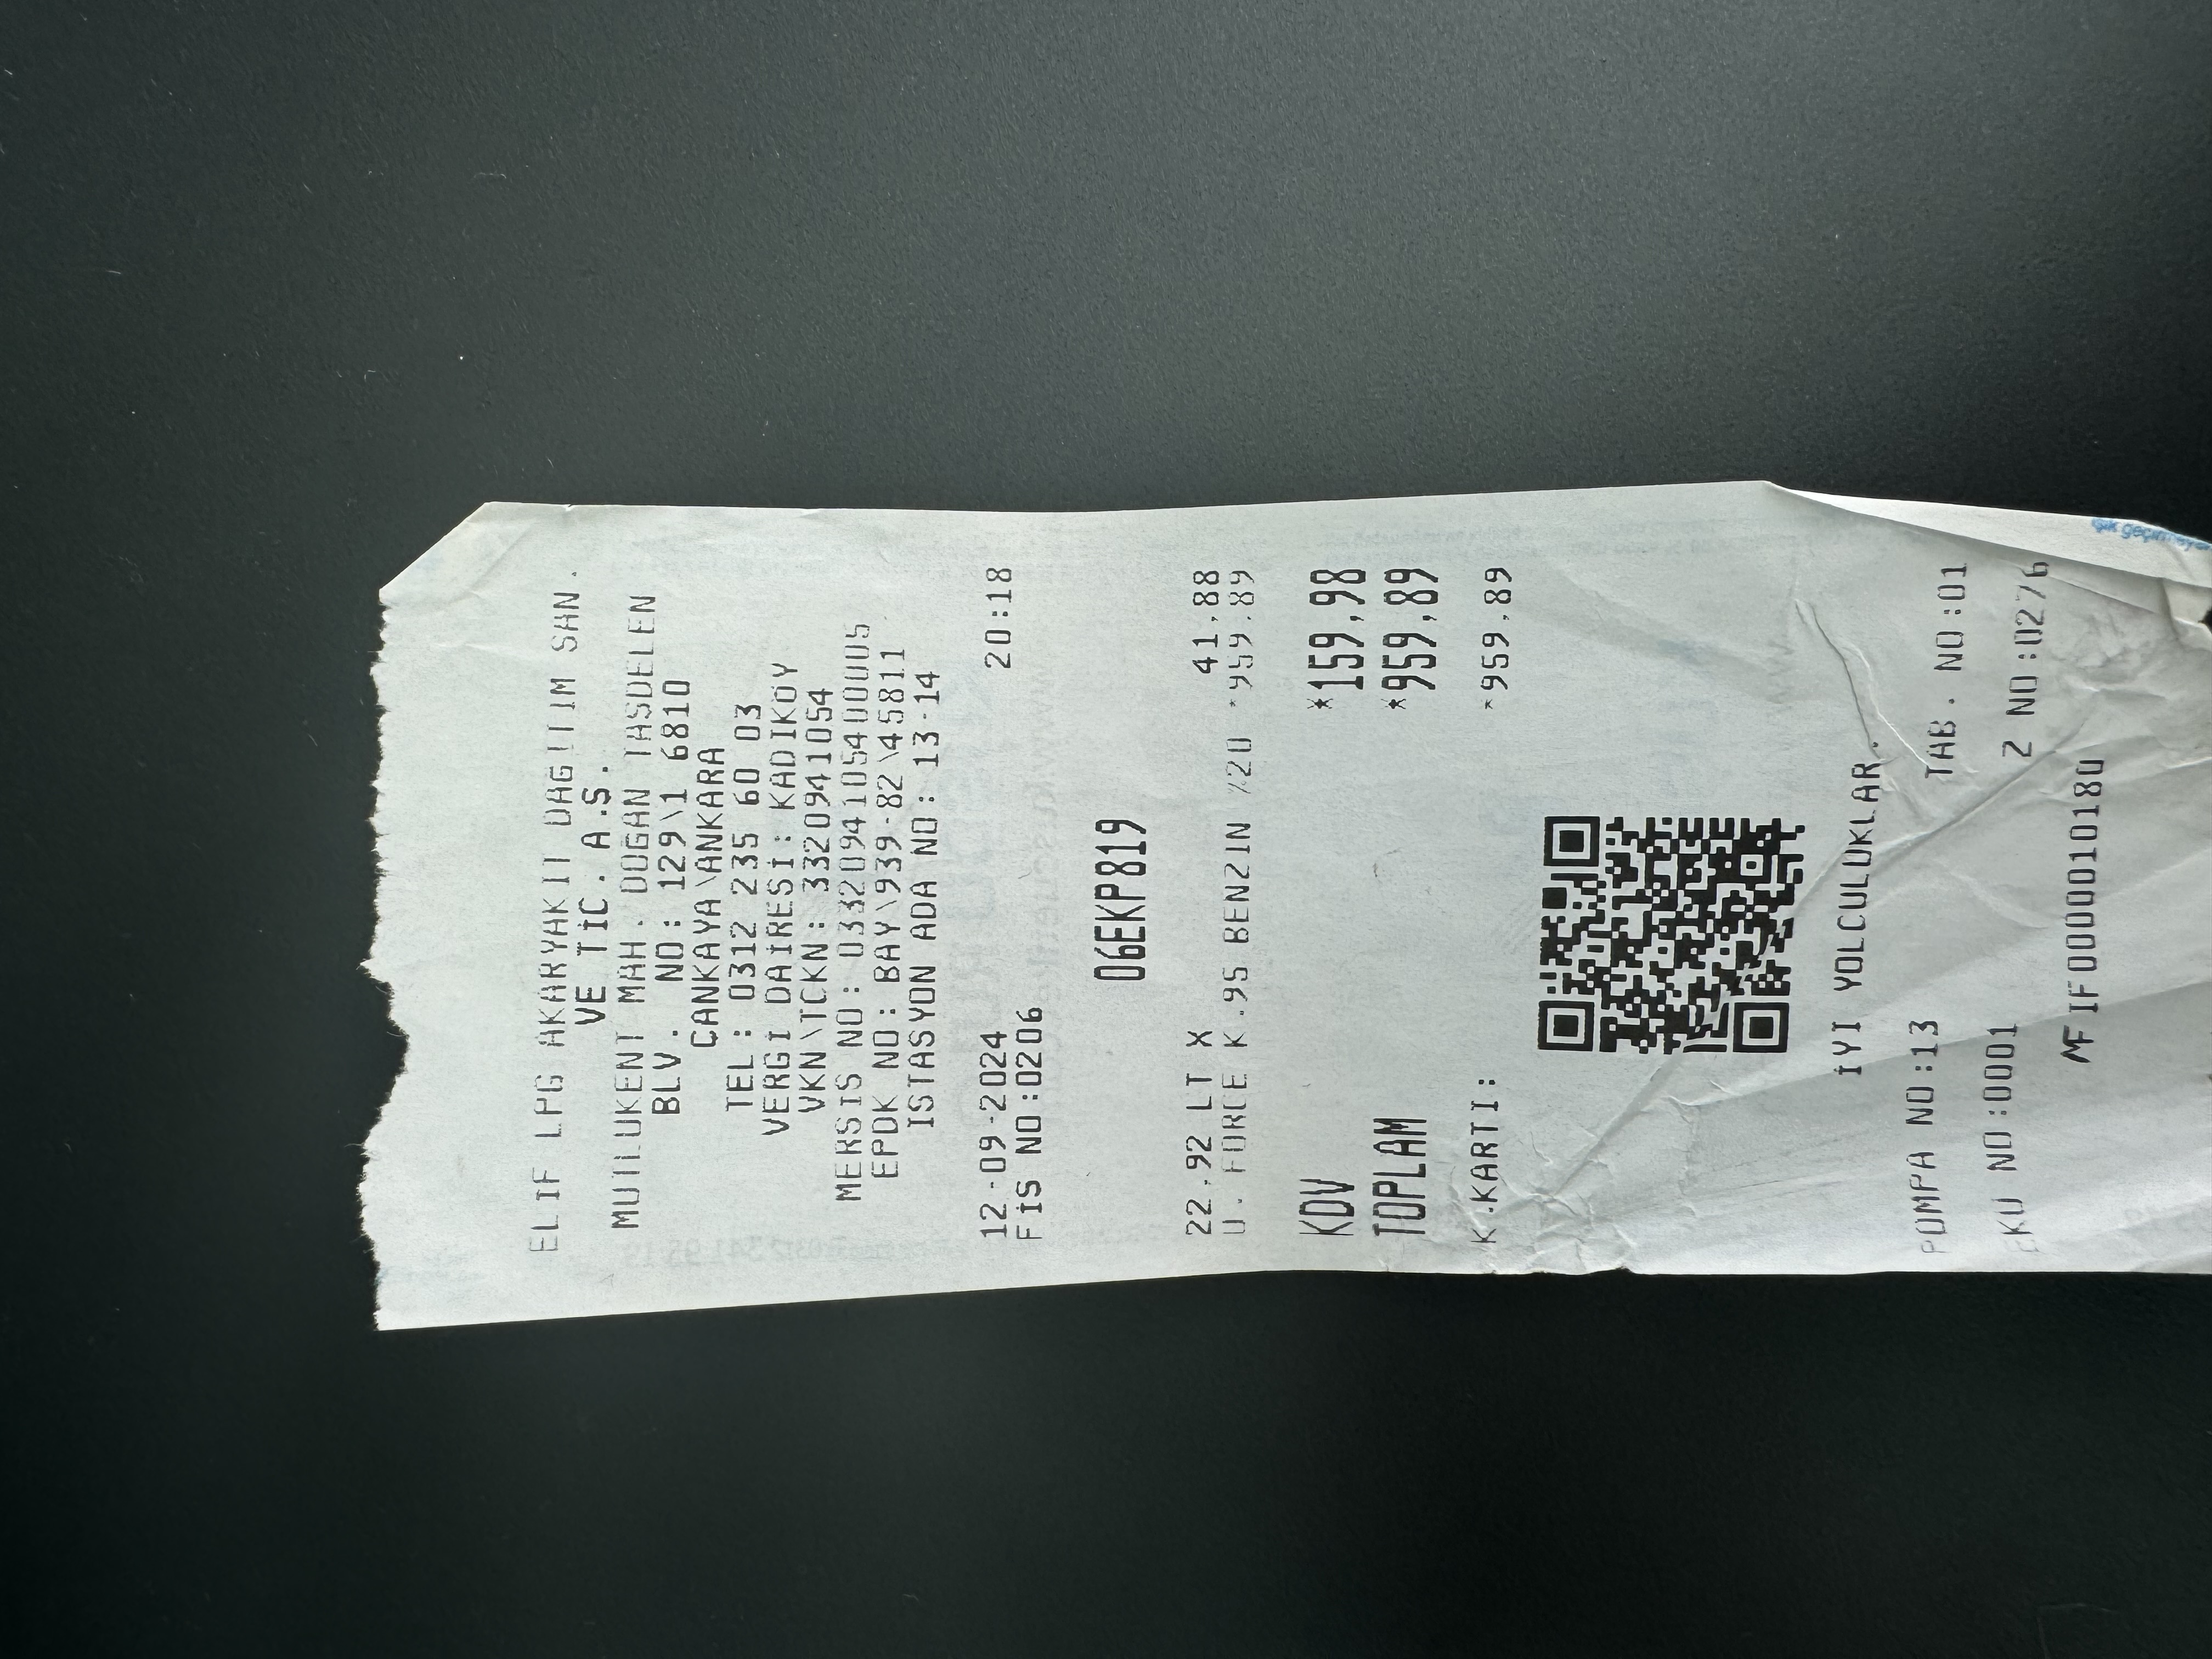 ELIF LPG AKARYAKIT DAGITIM SAN.
VE TİC. A.S.
MUTLUKENT MAH. DOGAN TASDELEN
BLV. NO: 129\1 6810
ÇANKAYA\ANKARA
TEL: 0312 235 60 03
VERGİ DAİRESİ: KADIKÖY
VKN\TCKN: 3320941054
MERSİS NO: 0332094105400005
EPDK NO: BAY\939-82\45811
ISTASYON ADA NO: 13-14
12-09-2024 20:18
FİS NO:0206
06EKP819
22,92 LT X 41,88
U. FORCE K.95 BENZIN %20 *959,89
KDV *159,98
TOPLAM *959,89
K.KARTI: *959,89
İYİ YOLCULUKLAR.
POMPA NO:13 TAB. NO:01
EKU NO:0001 Z NO:0276
MF IF0000010180